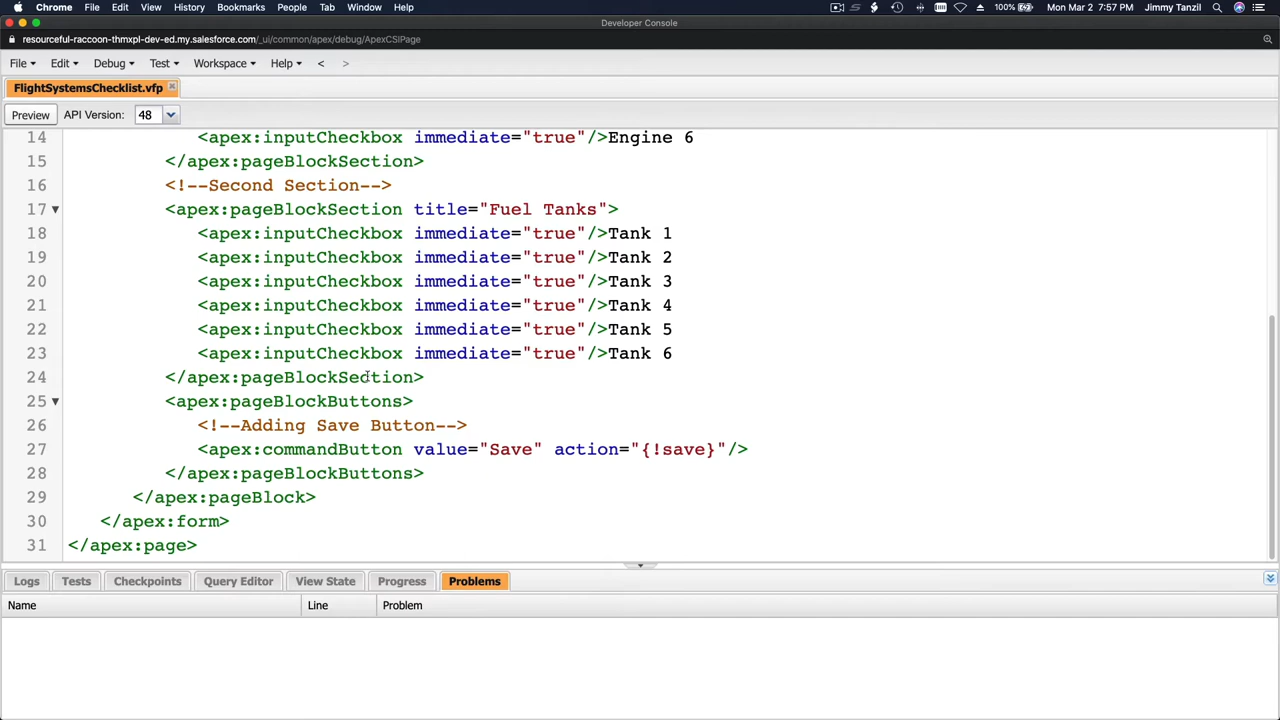 Chrome File Edit View History Bookmarks People Tab Window Help 100% Mon Mar 2 7:57 PM Jimmy Tanzil
Developer Console
resourceful-raccoon-thmxpl-dev-ed.my.salesforce.com/_ui/common/apex/debug/ApexCSIPage
File Edit Debug Test Workspace Help < >
FlightSystemsChecklist.vfp
Preview API Version: 48
14 <apex:inputCheckbox immediate="true"/>Engine 6
15 </apex:pageBlockSection>
16 <!--Second Section-->
17 <apex:pageBlockSection title="Fuel Tanks">
18 <apex:inputCheckbox immediate="true"/>Tank 1
19 <apex:inputCheckbox immediate="true"/>Tank 2
20 <apex:inputCheckbox immediate="true"/>Tank 3
21 <apex:inputCheckbox immediate="true"/>Tank 4
22 <apex:inputCheckbox immediate="true"/>Tank 5
23 <apex:inputCheckbox immediate="true"/>Tank 6
24 </apex:pageBlockSection>
25 <apex:pageBlockButtons>
26 <!--Adding Save Button-->
27 <apex:commandButton value="Save" action="{!save}"/>
28 </apex:pageBlockButtons>
29 </apex:pageBlock>
30 </apex:form>
31 </apex:page>
Logs Tests Checkpoints Query Editor View State Progress Problems
Name Line Problem